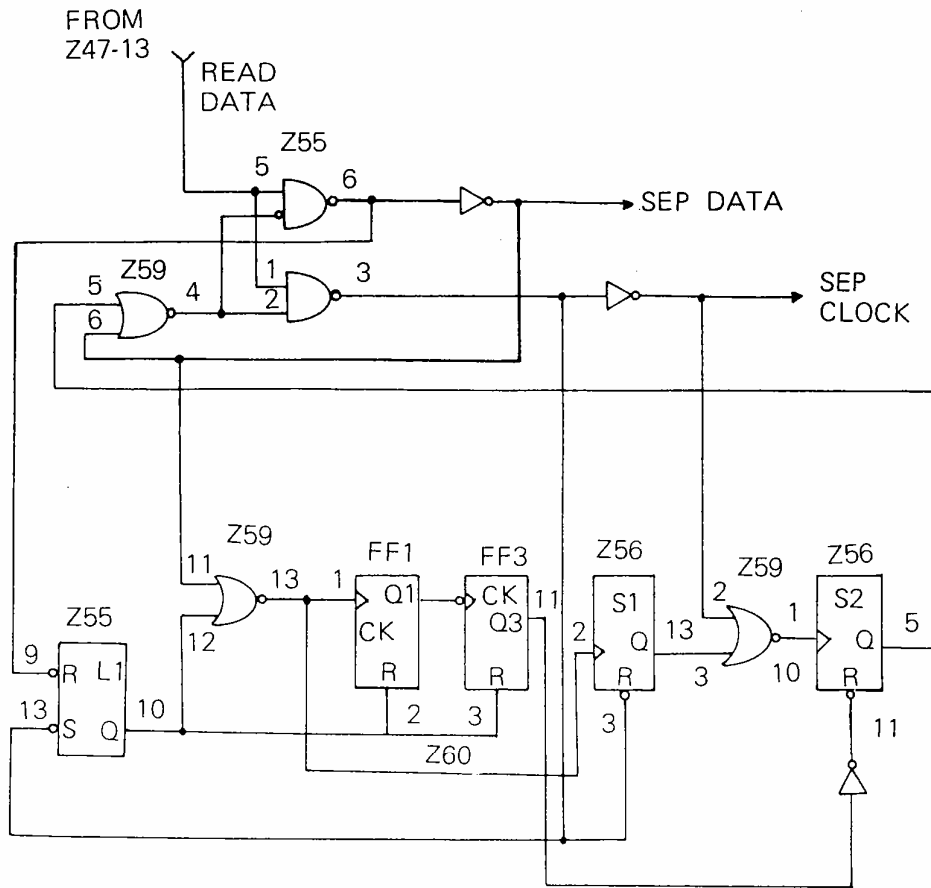 FROM
Z47-13
READ
DATA
Z55
5
6
SEP DATA
Z59
5
6
4
1
2
3
SEP
CLOCK
Z59
11
12
13
FF1
1
Q1
CK
R
2
FF3
CK
11
Q3
R
3
Z60
Z56
S1
2
Q
13
R
3
Z59
2
3
1
10
Z56
S2
Q
5
R
11
Z55
9
R
L1
13
S
Q
10